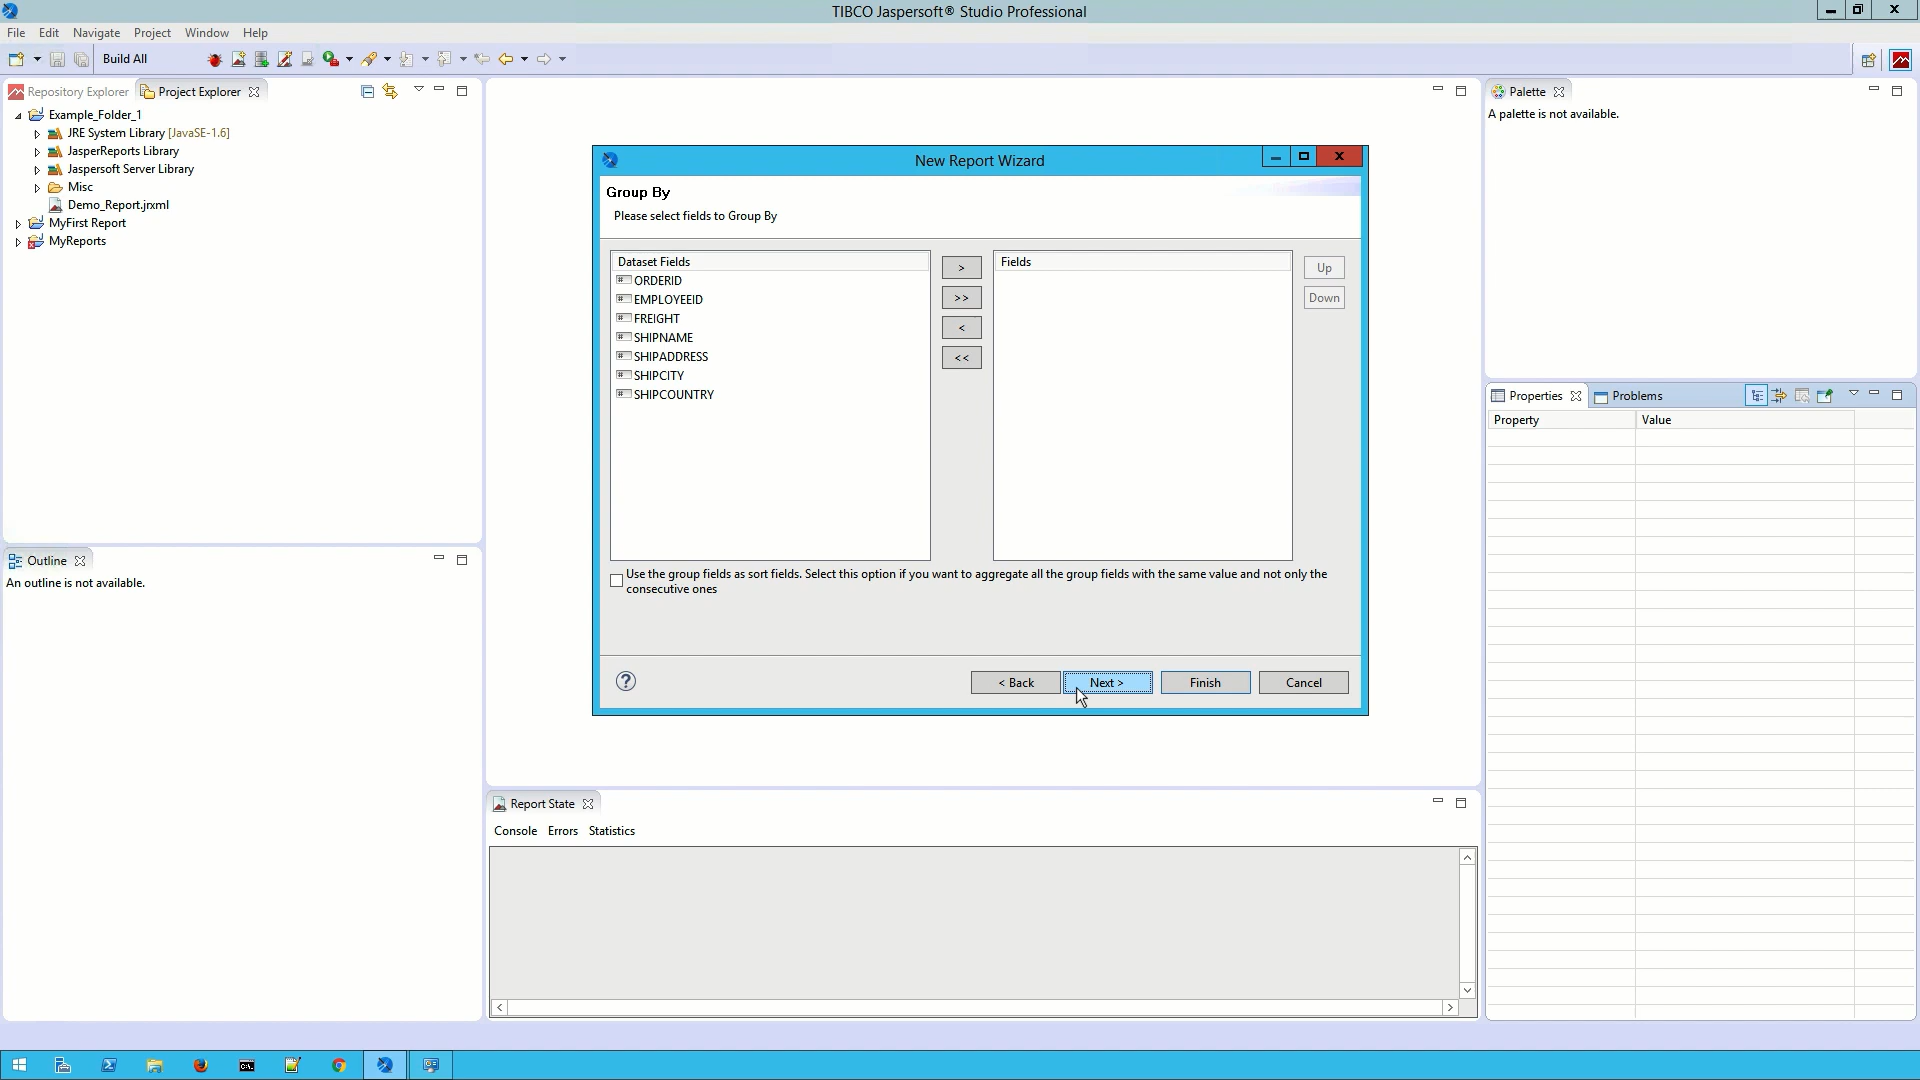 TIBCO Jaspersoft® Studio Professional
File Edit Navigate Project Window Help
Build All
Repository Explorer Project Explorer
Example_Folder_1
JRE System Library [JavaSE-1.6]
JasperReports Library
Jaspersoft Server Library
Misc
Demo_Report.jrxml
MyFirst Report
MyReports
Outline
An outline is not available.
New Report Wizard
Group By
Please select fields to Group By
Dataset Fields
ORDERID
EMPLOYEEID
FREIGHT
SHIPNAME
SHIPADDRESS
SHIPCITY
SHIPCOUNTRY
>
>>
<
<<
Fields
Up
Down
Use the group fields as sort fields. Select this option if you want to aggregate all the group fields with the same value and not only the
consecutive ones
? < Back Next > Finish Cancel
Report State
Console Errors Statistics
Palette
A palette is not available.
Properties Problems
Property Value